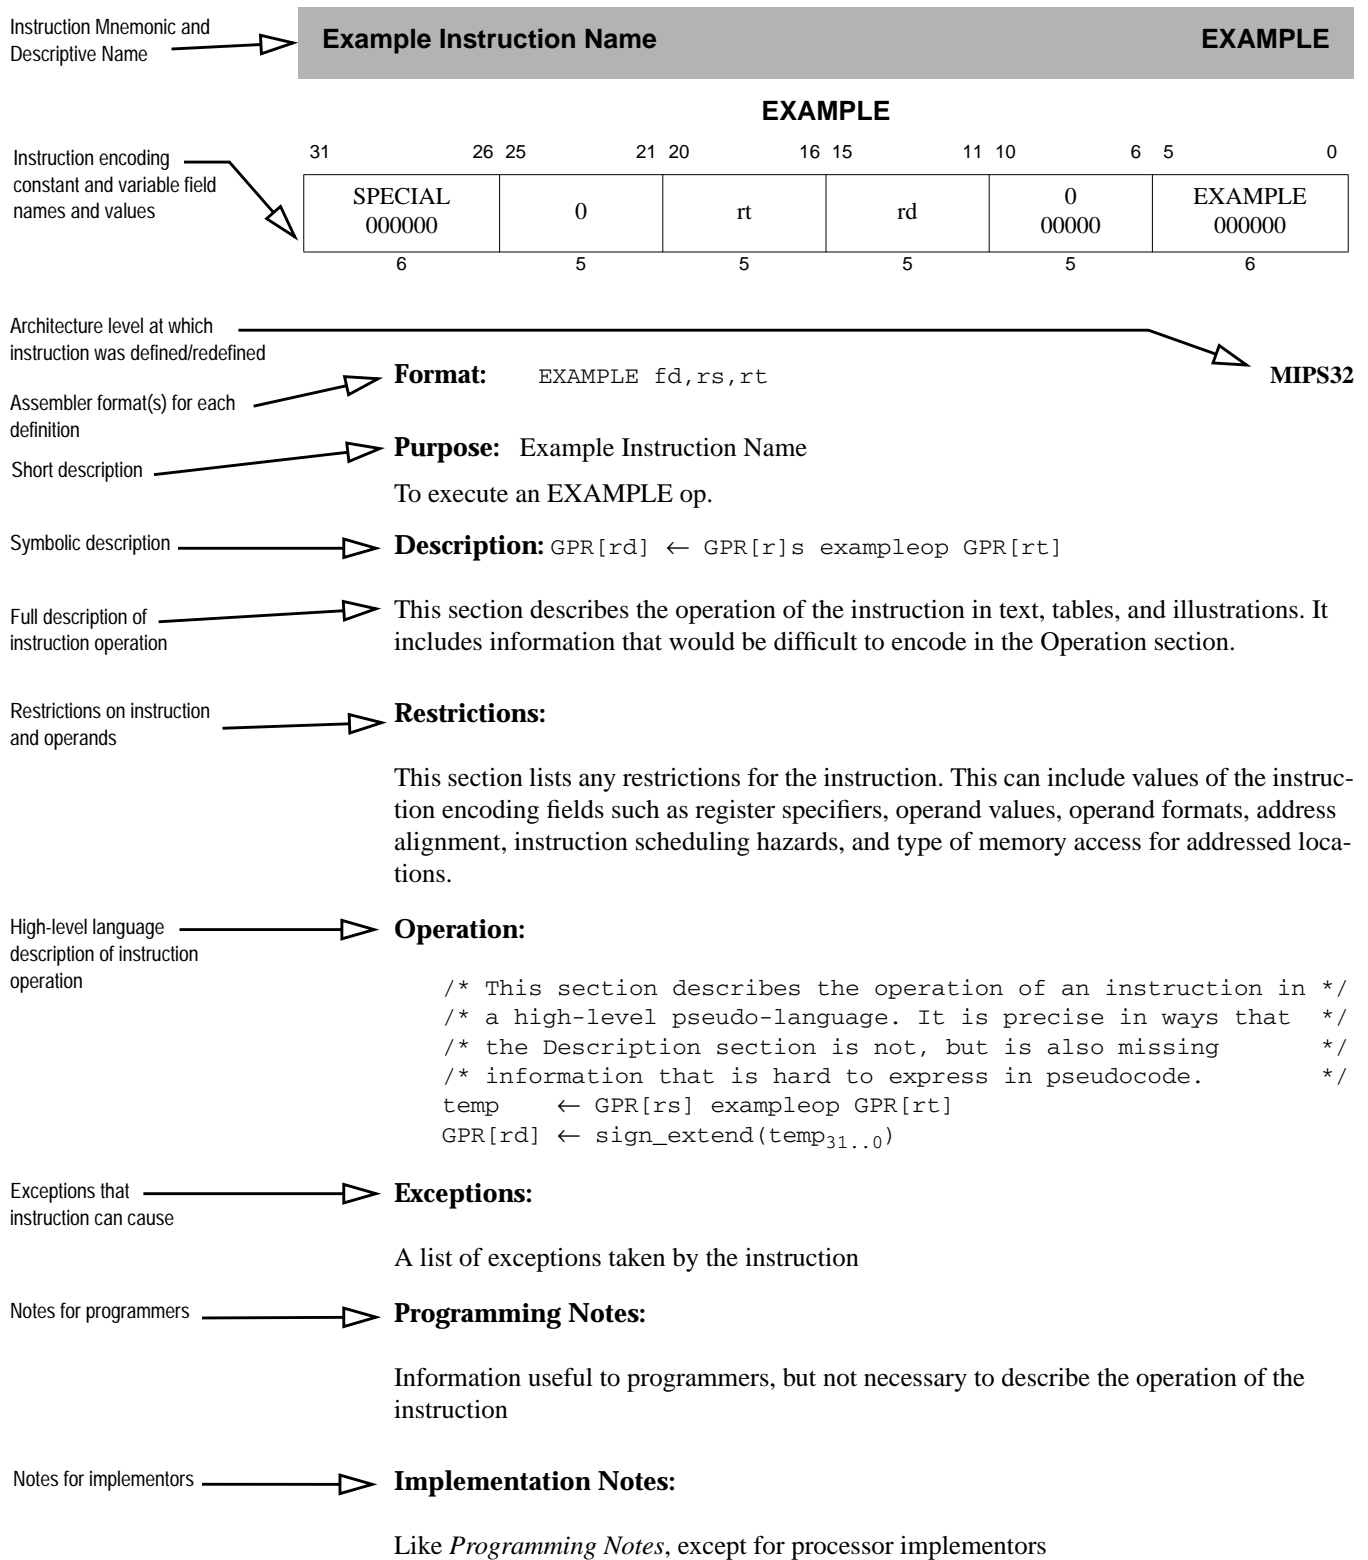 Instruction Mnemonic and
Descriptive Name
Example Instruction Name EXAMPLE
EXAMPLE
31 26 25 21 20 16 15 11 10 6 5 0
Instruction encoding
constant and variable field
names and values
SPECIAL
000000
0
rt
rd
0
00000
EXAMPLE
000000
6 5 5 5 5 6
Architecture level at which
instruction was defined/redefined
Format: EXAMPLE fd,rs,rt MIPS32
Assembler format(s) for each
definition
Purpose: Example Instruction Name
Short description
To execute an EXAMPLE op.
Symbolic description
Description: GPR[rd] ← GPR[r]s exampleop GPR[rt]
Full description of
instruction operation
This section describes the operation of the instruction in text, tables, and illustrations. It
includes information that would be difficult to encode in the Operation section.
Restrictions on instruction
and operands
Restrictions:
This section lists any restrictions for the instruction. This can include values of the instruc-
tion encoding fields such as register specifiers, operand values, operand formats, address
alignment, instruction scheduling hazards, and type of memory access for addressed loca-
tions.
High-level language
description of instruction
operation
Operation:
/* This section describes the operation of an instruction in */
/* a high-level pseudo-language. It is precise in ways that */
/* the Description section is not, but is also missing */
/* information that is hard to express in pseudocode. */
temp ← GPR[rs] exampleop GPR[rt]
GPR[rd] ← sign_extend(temp31..0)
Exceptions that
instruction can cause
Exceptions:
A list of exceptions taken by the instruction
Notes for programmers
Programming Notes:
Information useful to programmers, but not necessary to describe the operation of the
instruction
Notes for implementors
Implementation Notes:
Like Programming Notes, except for processor implementors